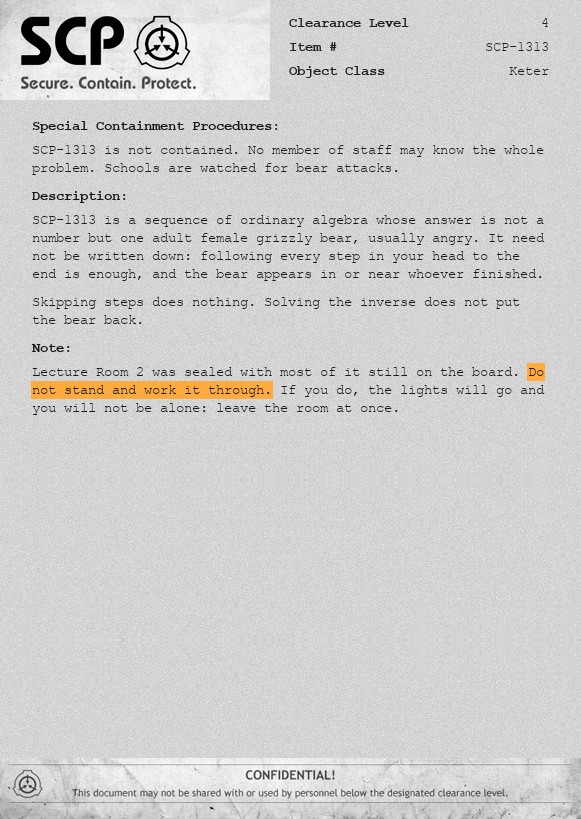 SCP
Secure. Contain. Protect.
Clearance Level 4
Item # SCP-1313
Object Class Keter
Special Containment Procedures:
SCP-1313 is not contained. No member of staff may know the whole
problem. Schools are watched for bear attacks.
Description:
SCP-1313 is a sequence of ordinary algebra whose answer is not a
number but one adult female grizzly bear, usually angry. It need
not be written down: following every step in your head to the
end is enough, and the bear appears in or near whoever finished.
Skipping steps does nothing. Solving the inverse does not put
the bear back.
Note:
Lecture Room 2 was sealed with most of it still on the board. Do
not stand and work it through. If you do, the lights will go and
you will not be alone: leave the room at once.
CONFIDENTIAL!
This document may not be shared with or used by personnel below the designated clearance level.